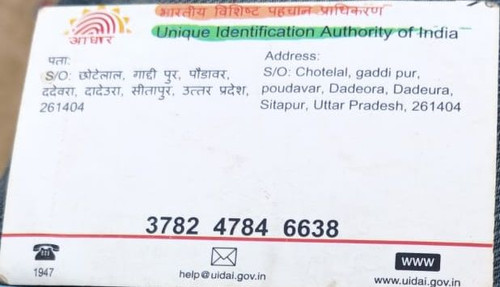 भारतीय विशिष्ट पहचान प्राधिकरण
आधार
Unique Identification Authority of India
पता:
S/O: छोटेलाल, गाद्दी पुर, पौडावर,
ददेवरा, दादेउरा, सीतापुर, उत्तर प्रदेश,
261404
Address:
S/O: Chotelal, gaddi pur,
poudavar, Dadeora, Dadeura,
Sitapur, Uttar Pradesh, 261404
3782 4784 6638
1947
help@uidai.gov.in
www
www.uidai.gov.in